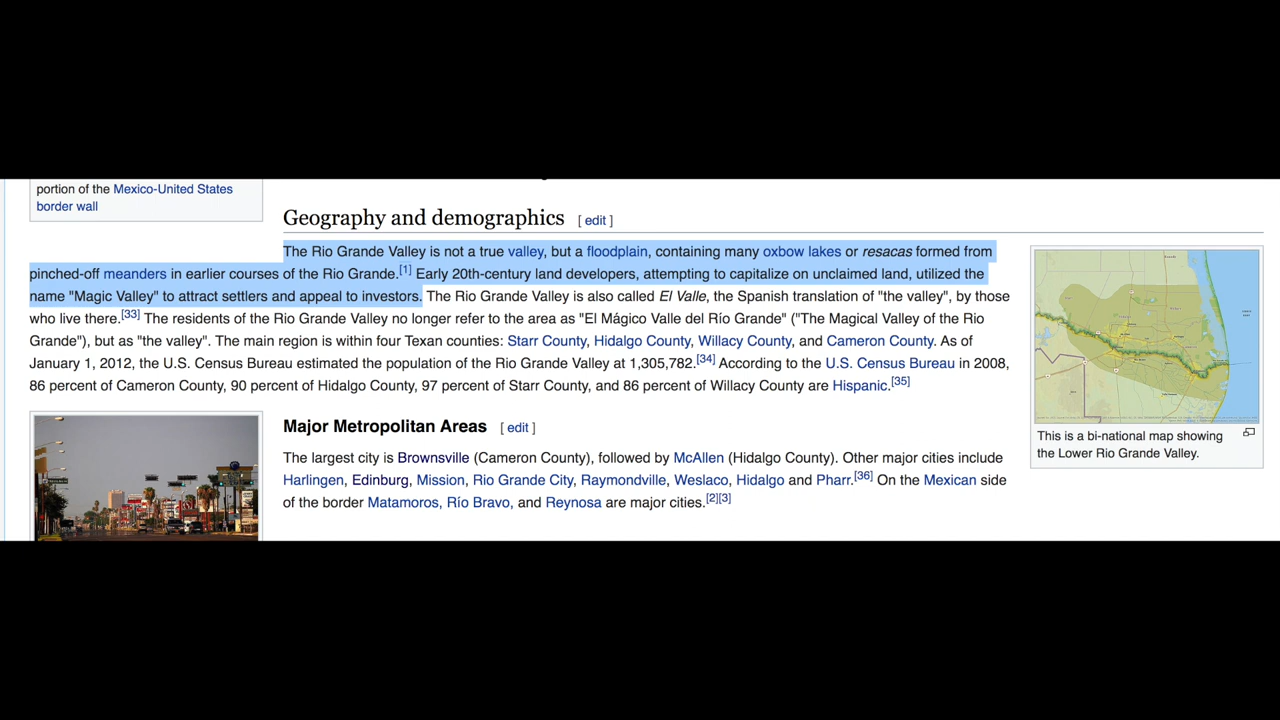 portion of the Mexico-United States
border wall
Geography and demographics [ edit ]
The Rio Grande Valley is not a true valley, but a floodplain, containing many oxbow lakes or resacas formed from
pinched-off meanders in earlier courses of the Rio Grande.[1] Early 20th-century land developers, attempting to capitalize on unclaimed land, utilized the
name "Magic Valley" to attract settlers and appeal to investors. The Rio Grande Valley is also called El Valle, the Spanish translation of "the valley", by those
who live there.[33] The residents of the Rio Grande Valley no longer refer to the area as "El Mágico Valle del Río Grande" ("The Magical Valley of the Rio
Grande"), but as "the valley". The main region is within four Texan counties: Starr County, Hidalgo County, Willacy County, and Cameron County. As of
January 1, 2012, the U.S. Census Bureau estimated the population of the Rio Grande Valley at 1,305,782.[34] According to the U.S. Census Bureau in 2008,
86 percent of Cameron County, 90 percent of Hidalgo County, 97 percent of Starr County, and 86 percent of Willacy County are Hispanic.[35]
This is a bi-national map showing
the Lower Rio Grande Valley.
Major Metropolitan Areas [ edit ]
The largest city is Brownsville (Cameron County), followed by McAllen (Hidalgo County). Other major cities include
Harlingen, Edinburg, Mission, Rio Grande City, Raymondville, Weslaco, Hidalgo and Pharr.[36] On the Mexican side
of the border Matamoros, Río Bravo, and Reynosa are major cities.[2][3]